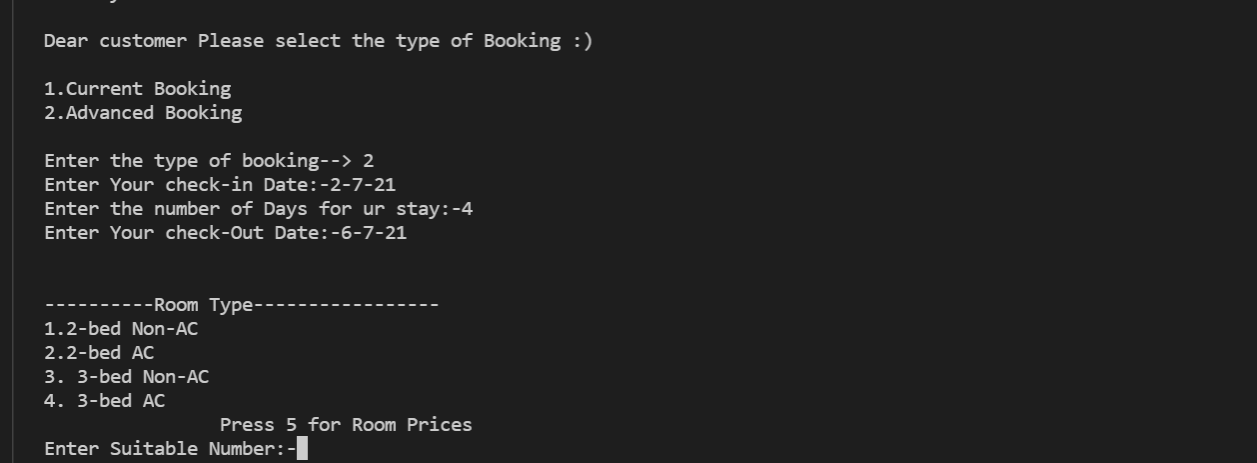 Dear customer Please select the type of Booking :)
1.Current Booking
2.Advanced Booking
Enter the type of booking--> 2
Enter Your check-in Date:-2-7-21
Enter the number of Days for ur stay:-4
Enter Your check-Out Date:-6-7-21
----------Room Type-----------------
1.2-bed Non-AC
2.2-bed AC
3. 3-bed Non-AC
4. 3-bed AC
Press 5 for Room Prices
Enter Suitable Number:-